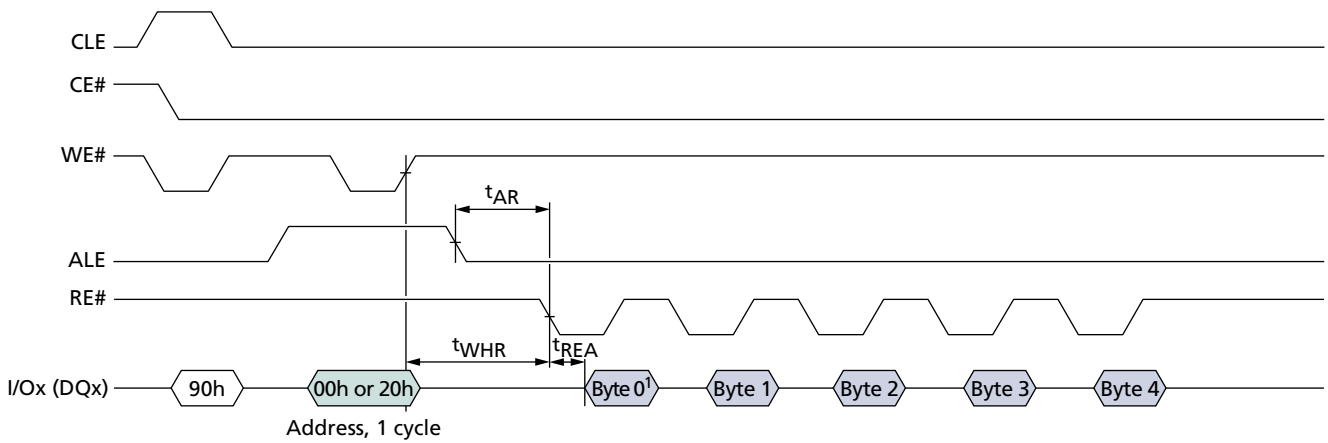 CLE
CE#
WE#
tAR
ALE
RE#
tWHR
tREA
I/Ox (DQx)
90h
00h or 20h
Byte 0¹
Byte 1
Byte 2
Byte 3
Byte 4
Address, 1 cycle